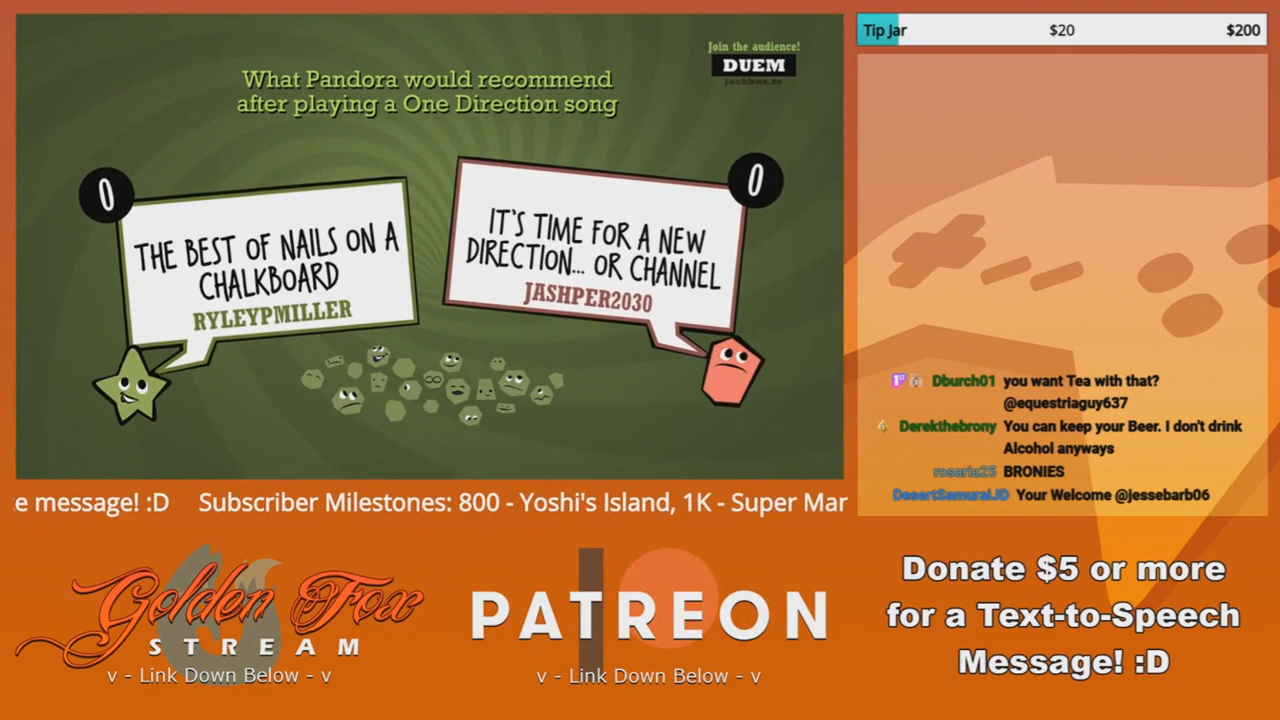 Join the audience!
DUEM
jackbox.tv
What Pandora would recommend
after playing a One Direction song
0
THE BEST OF NAILS ON A
CHALKBOARD
RYLEYPMILLER
0
IT'S TIME FOR A NEW
DIRECTION... OR CHANNEL
JASHPER2030
Tip Jar $20 $200
Dburch01 you want Tea with that?
@equestriaguy637
Derekthebrony You can keep your Beer. I don't drink
Alcohol anyways
rosaria25 BRONIES
DesertSamuraiJD Your Welcome @jessebarb06
e message! :D Subscriber Milestones: 800 - Yoshi's Island, 1K - Super Mar
Golden Fox
STREAM
v - Link Down Below - v
PATREON
v - Link Down Below - v
Donate $5 or more
for a Text-to-Speech
Message! :D